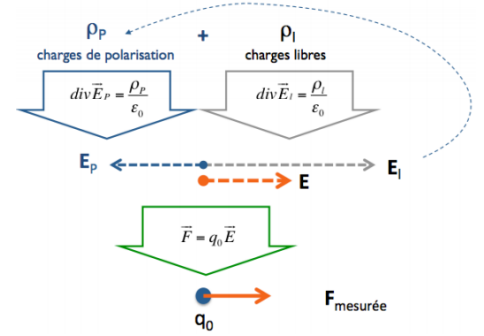 ρP + ρl
charges de polarisation charges libres
divE⃗P = ρP/ε0 divE⃗l = ρl/ε0
EP El
E
F⃗ = q0E⃗
Fmesurée
q0